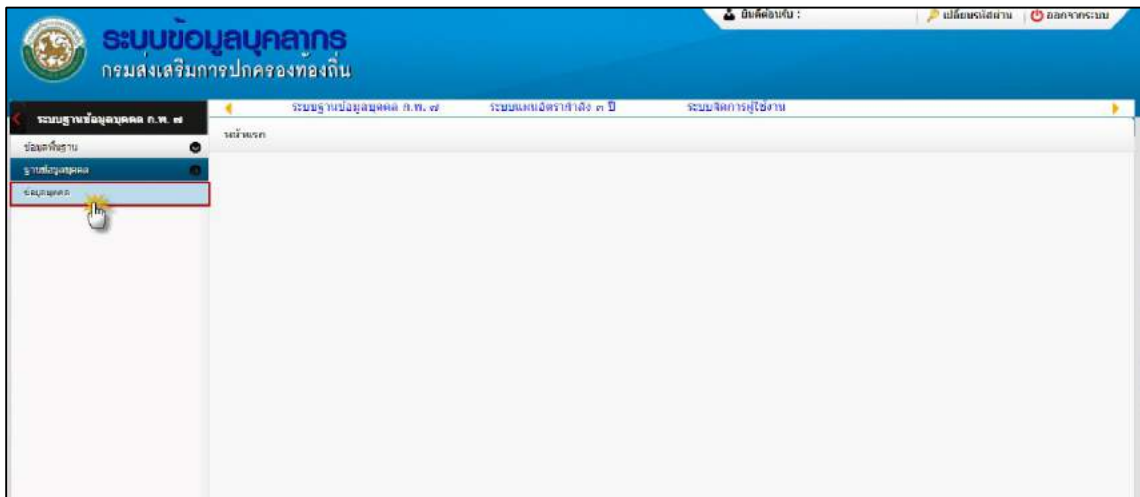 ยินดีต้อนรับ :
เปลี่ยนรหัสผ่าน
ออกจากระบบ
ระบบข้อมูลบุคลากร
กรมส่งเสริมการปกครองท้องถิ่น
ระบบฐานข้อมูลบุคคล ก.พ. ๗
ระบบแผนอัตรากำลัง ๓ ปี
ระบบจัดการผู้ใช้งาน
ระบบฐานข้อมูลบุคคล ก.พ. ๗
หน้าแรก
ข้อมูลพื้นฐาน
ฐานข้อมูลบุคคล
ข้อมูลบุคคล